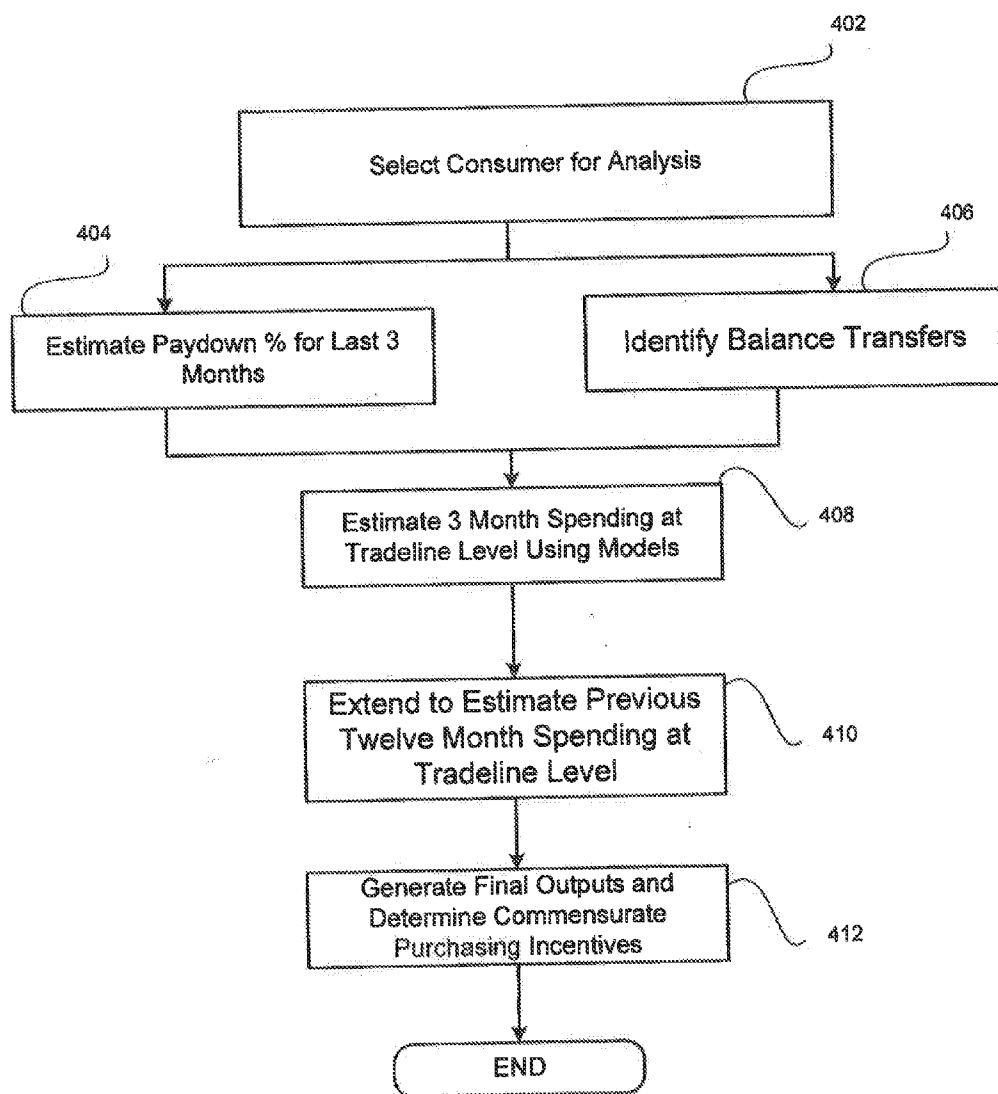 402
Select Consumer for Analysis
404
406
Estimate Paydown % for Last 3
Months
Identify Balance Transfers
Estimate 3 Month Spending at
Tradeline Level Using Models
408
Extend to Estimate Previous
Twelve Month Spending at
Tradeline Level
410
Generate Final Outputs and
Determine Commensurate
Purchasing Incentives
412
END